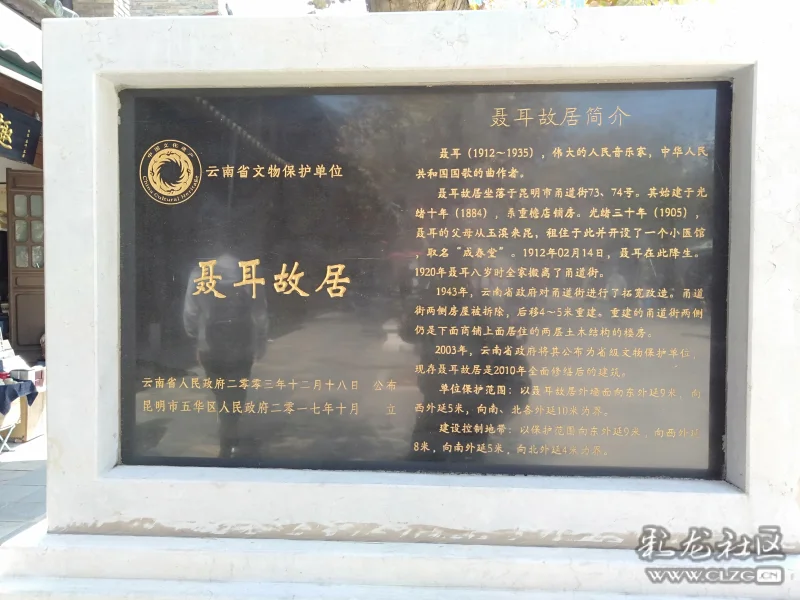 中国文化遗产
China Cultural Heritage
云南省文物保护单位
聂耳故居
云南省人民政府二零零三年十二月十八日 公布
昆明市五华区人民政府二零一七年十月 立
聂耳故居简介
聂耳(1912～1935)，伟大的人民音乐家，中华人民
共和国国歌的曲作者。
聂耳故居坐落于昆明市甬道街73、74号。其始建于光
绪十年(1884)，系重檐店铺房。光绪三十年(1905)，
聂耳的父母从玉溪来昆，租住于此并开设了一个小医馆
，取名“成春堂”。1912年02月14日，聂耳在此降生。
1920年聂耳八岁时全家搬离了甬道街。
1943年，云南省政府对甬道街进行了拓宽改造。甬道
街两侧房屋被拆除，后移4～5米重建。重建的甬道街两侧
仍是下面商铺上面居住的两层土木结构的楼房。
2003年，云南省政府将其公布为省级文物保护单位，
现存聂耳故居是2010年全面修缮后的建筑。
单位保护范围：以聂耳故居外墙面向东外延9米，向
西外延5米，向南、北各外延10米为界。
建设控制地带：以保护范围向东外延9米，向西外延
8米，向南外延5米，向北外延4米为界。
彩龙社区
WWW.CLZG.CN